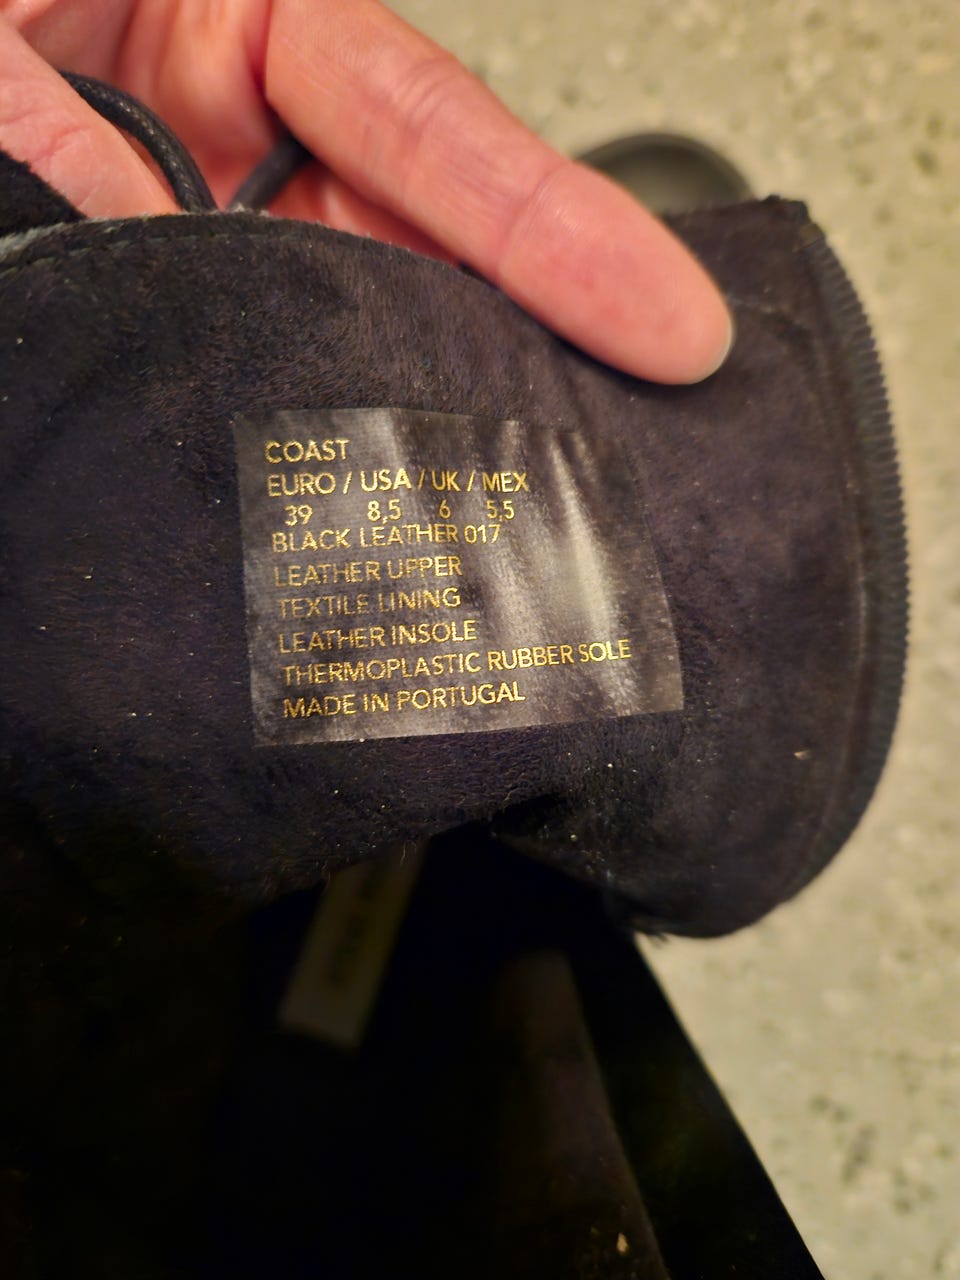 COAST
EURO / USA / UK / MEX
39 8,5 6 5,5
BLACK LEATHER 017
LEATHER UPPER
TEXTILE LINING
LEATHER INSOLE
THERMOPLASTIC RUBBER SOLE
MADE IN PORTUGAL